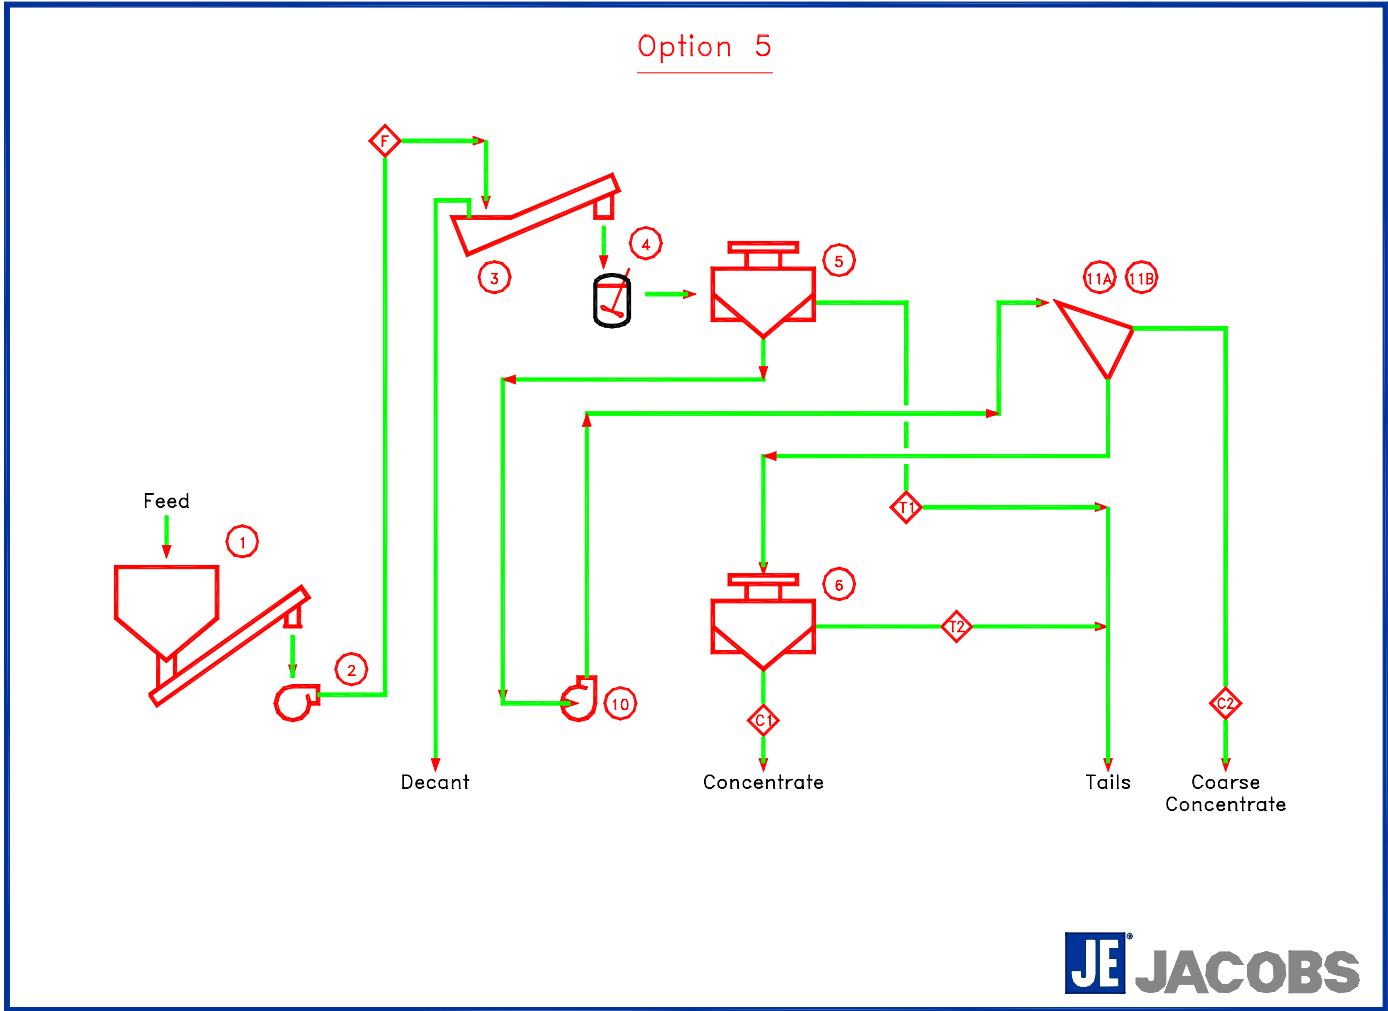 Option 5
F
4
5
3
11A
11B
Feed
T1
1
6
T2
2
10
C1
C2
Decant
Concentrate
Tails
Coarse
Concentrate
JE®
JACOBS